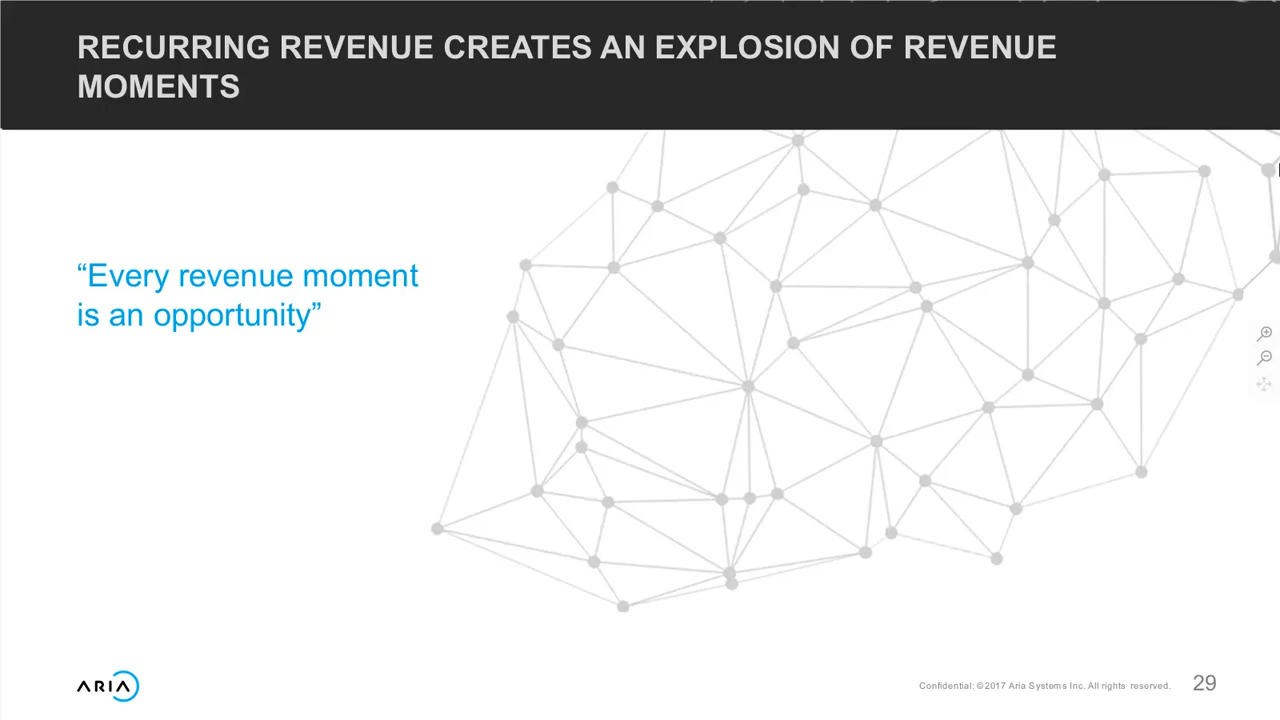 RECURRING REVENUE CREATES AN EXPLOSION OF REVENUE
MOMENTS
“Every revenue moment
is an opportunity”
ARIA
Confidential: ©2017 Aria Systems Inc. All rights reserved.
29